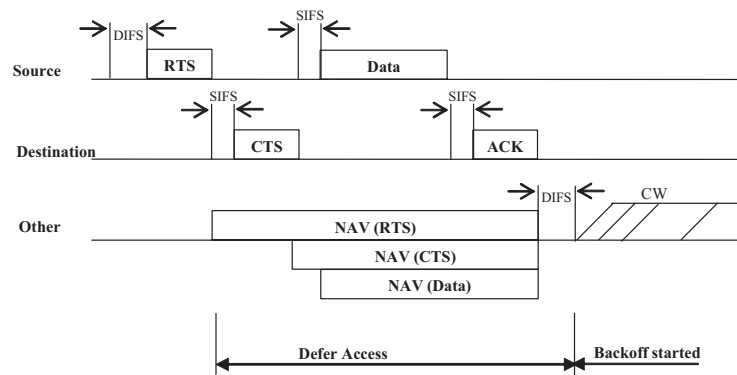 DIFS
SIFS
RTS
Data
Source
SIFS
SIFS
CTS
ACK
Destination
DIFS
CW
Other
NAV (RTS)
NAV (CTS)
NAV (Data)
Defer Access
Backoff started